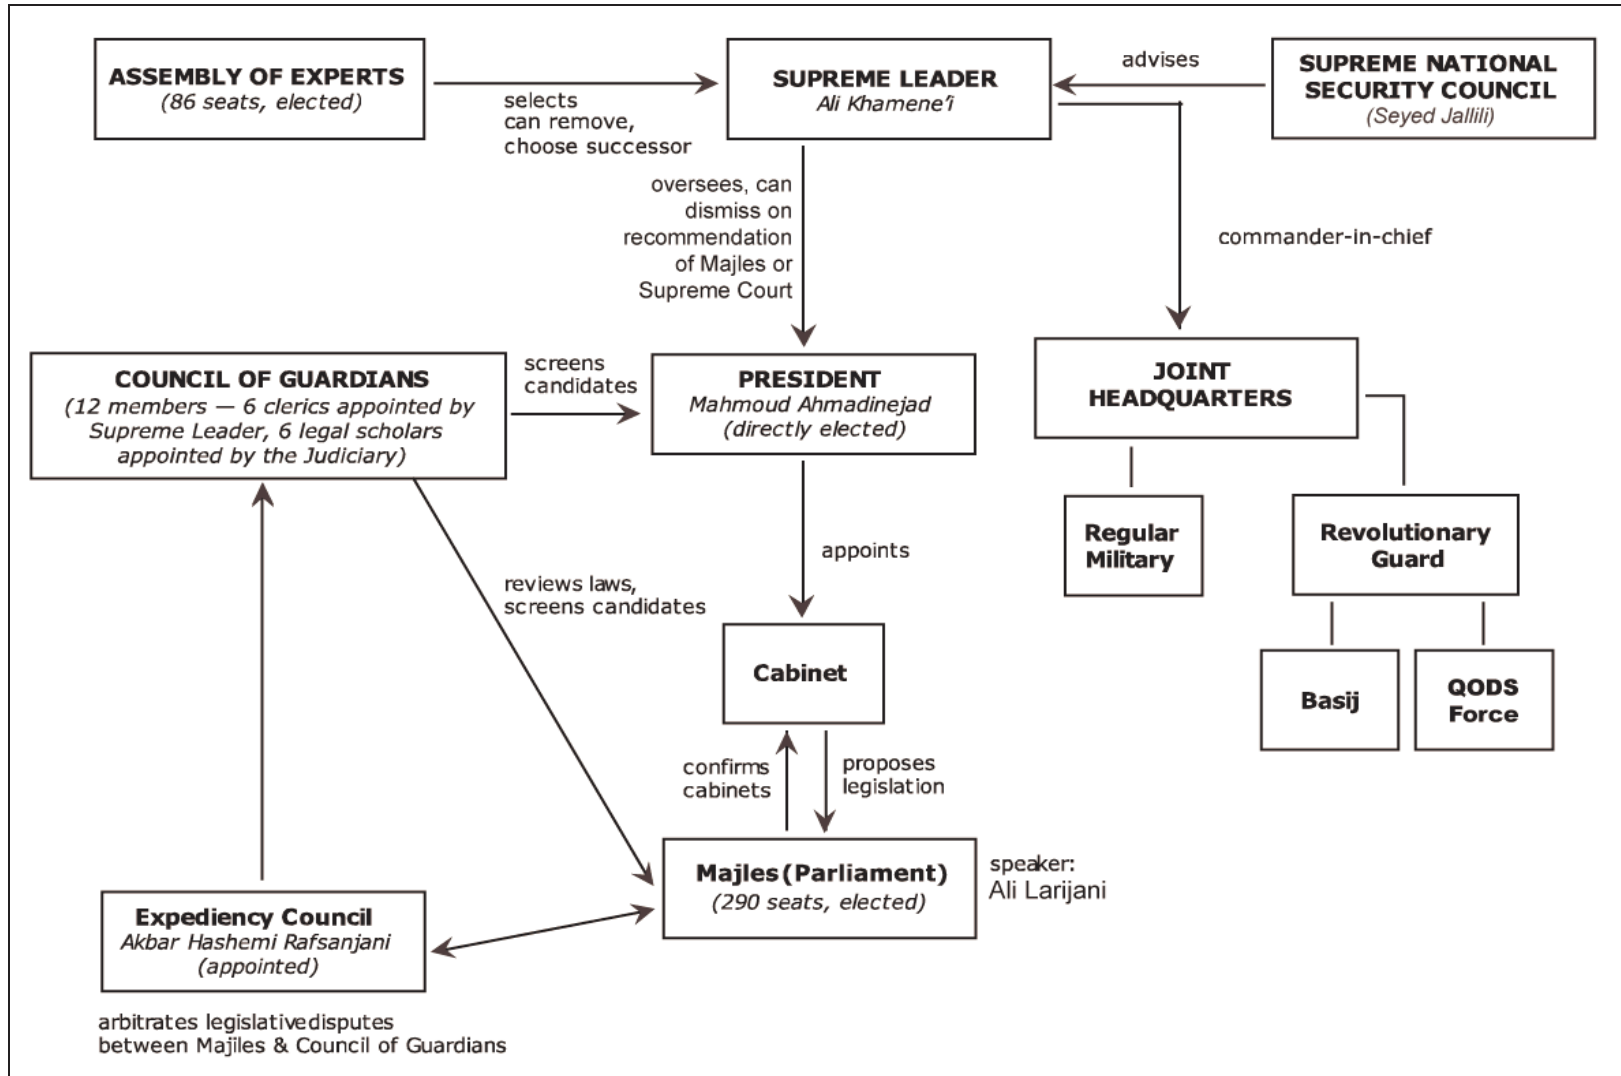 ASSEMBLY OF EXPERTS
(86 seats, elected)
selects
can remove,
choose successor
SUPREME LEADER
Ali Khamene'i
advises
SUPREME NATIONAL
SECURITY COUNCIL
(Seyed Jallili)
oversees, can
dismiss on
recommendation
of Majles or
Supreme Court
commander-in-chief
COUNCIL OF GUARDIANS
(12 members — 6 clerics appointed by
Supreme Leader, 6 legal scholars
appointed by the Judiciary)
screens
candidates
PRESIDENT
Mahmoud Ahmadinejad
(directly elected)
JOINT
HEADQUARTERS
Regular
Military
Revolutionary
Guard
appoints
reviews laws,
screens candidates
Cabinet
Basij
QODS
Force
confirms
cabinets
proposes
legislation
Majles (Parliament)
(290 seats, elected)
speaker:
Ali Larijani
Expediency Council
Akbar Hashemi Rafsanjani
(appointed)
arbitrates legislative disputes
between Majiles & Council of Guardians